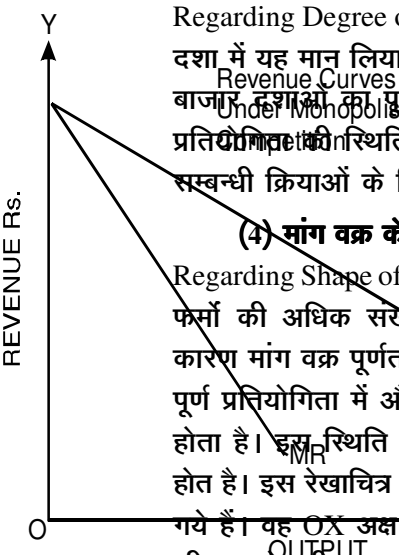 Y
Regarding Degree o
दशा में यह मान लिया
Revenue Curves
बाजार दशाओं का पू
Under Monopolis
प्रतियोगिता की स्थिति
Competition
सम्बन्धी क्रियाओं के
(4) मांग वक्र के
REVENUE Rs.
Regarding Shape of
फर्मों की अधिक संख
कारण मांग वक्र पूर्णत
पूर्ण प्रतियोगिता में औ
होता है। इस स्थिति
MR
होत है। इस रेखाचित्र
गये हैं। वह OX अक्ष
O
OUTPUT